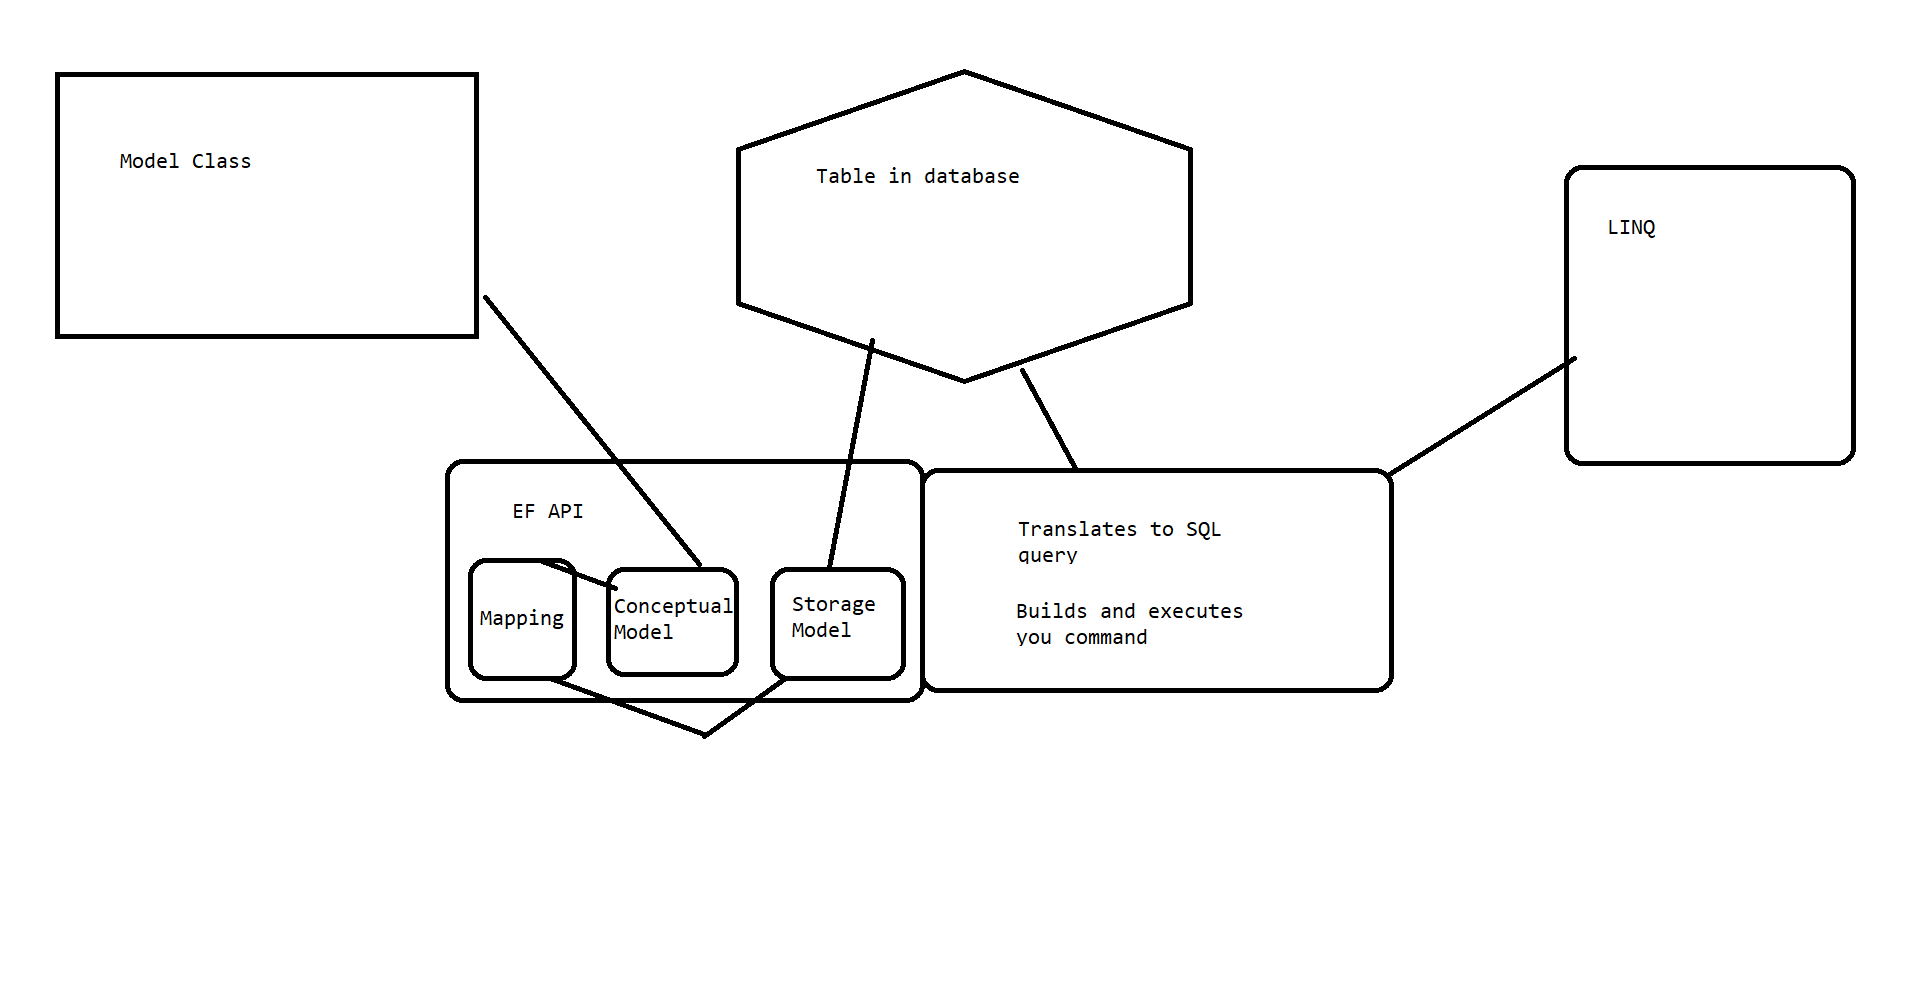 Model Class
Table in database
LINQ
EF API
Mapping
Conceptual
Model
Storage
Model
Translates to SQL
query
Builds and executes
you command